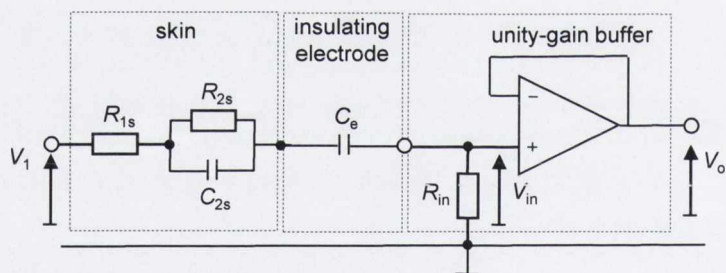 skin
insulating
electrode
unity-gain buffer
R1s
R2s
C2s
Ce
V1
Rin
Vin
−
+
Vo